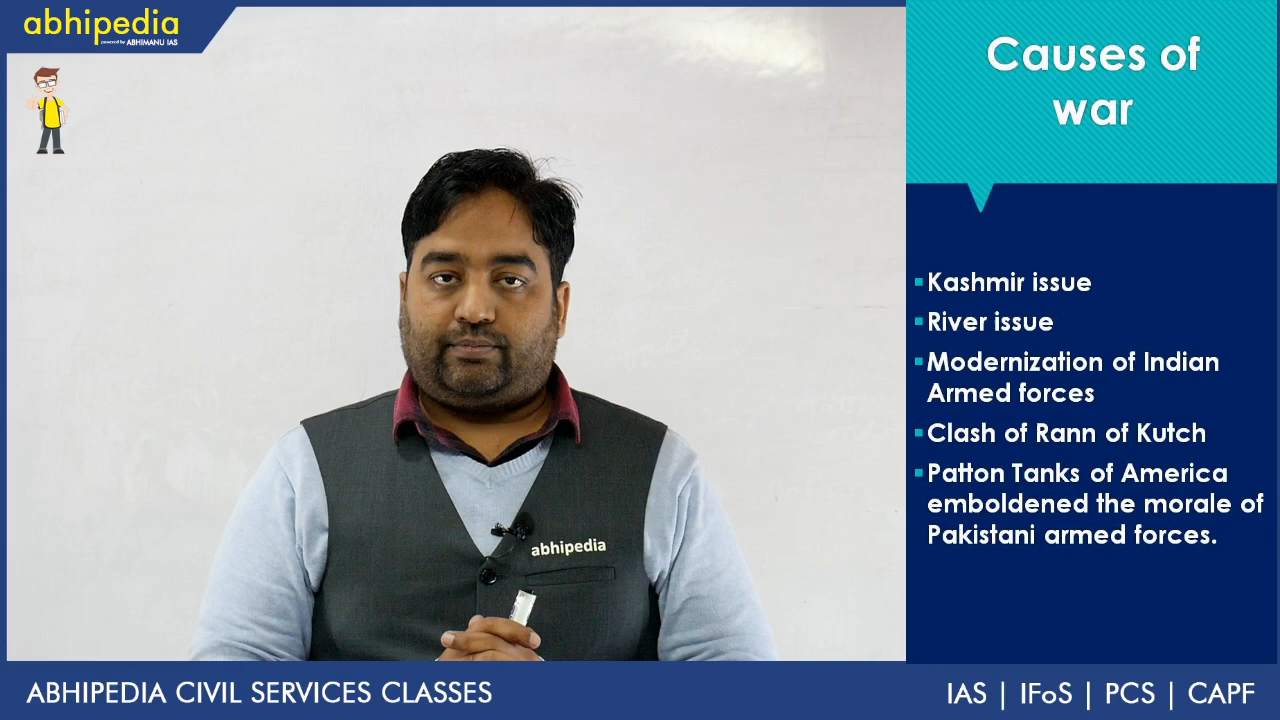 abhipedia
powered by ABHIMANU IAS
Causes of
war
Kashmir issue
River issue
Modernization of Indian
Armed forces
Clash of Rann of Kutch
Patton Tanks of America
emboldened the morale of
Pakistani armed forces.
abhipedia
ABHIPEDIA CIVIL SERVICES CLASSES
IAS | IFoS | PCS | CAPF